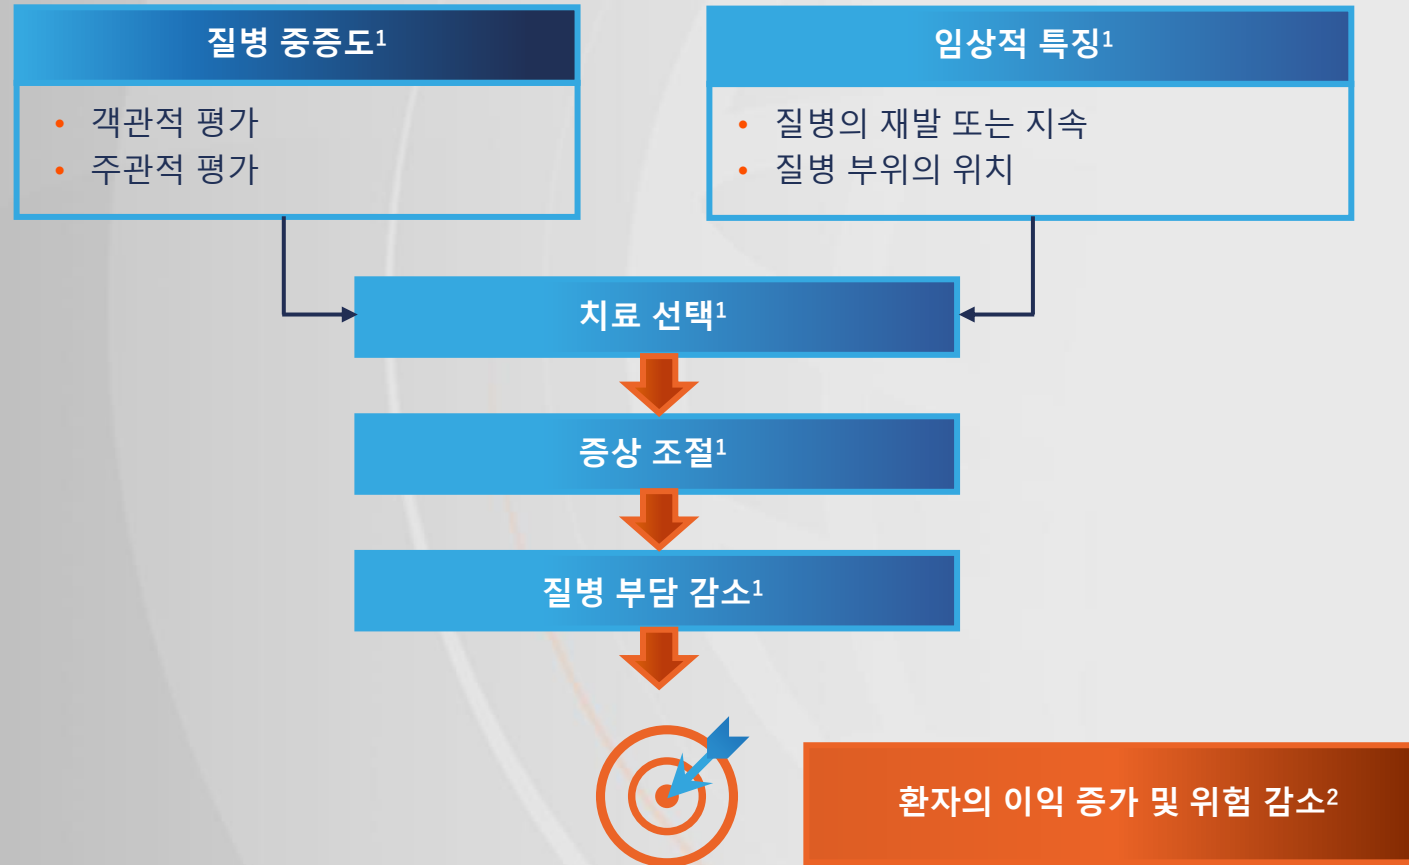 질병 중증도¹
• 객관적 평가
• 주관적 평가
임상적 특징¹
• 질병의 재발 또는 지속
• 질병 부위의 위치
치료 선택¹
증상 조절¹
질병 부담 감소¹
환자의 이익 증가 및 위험 감소²